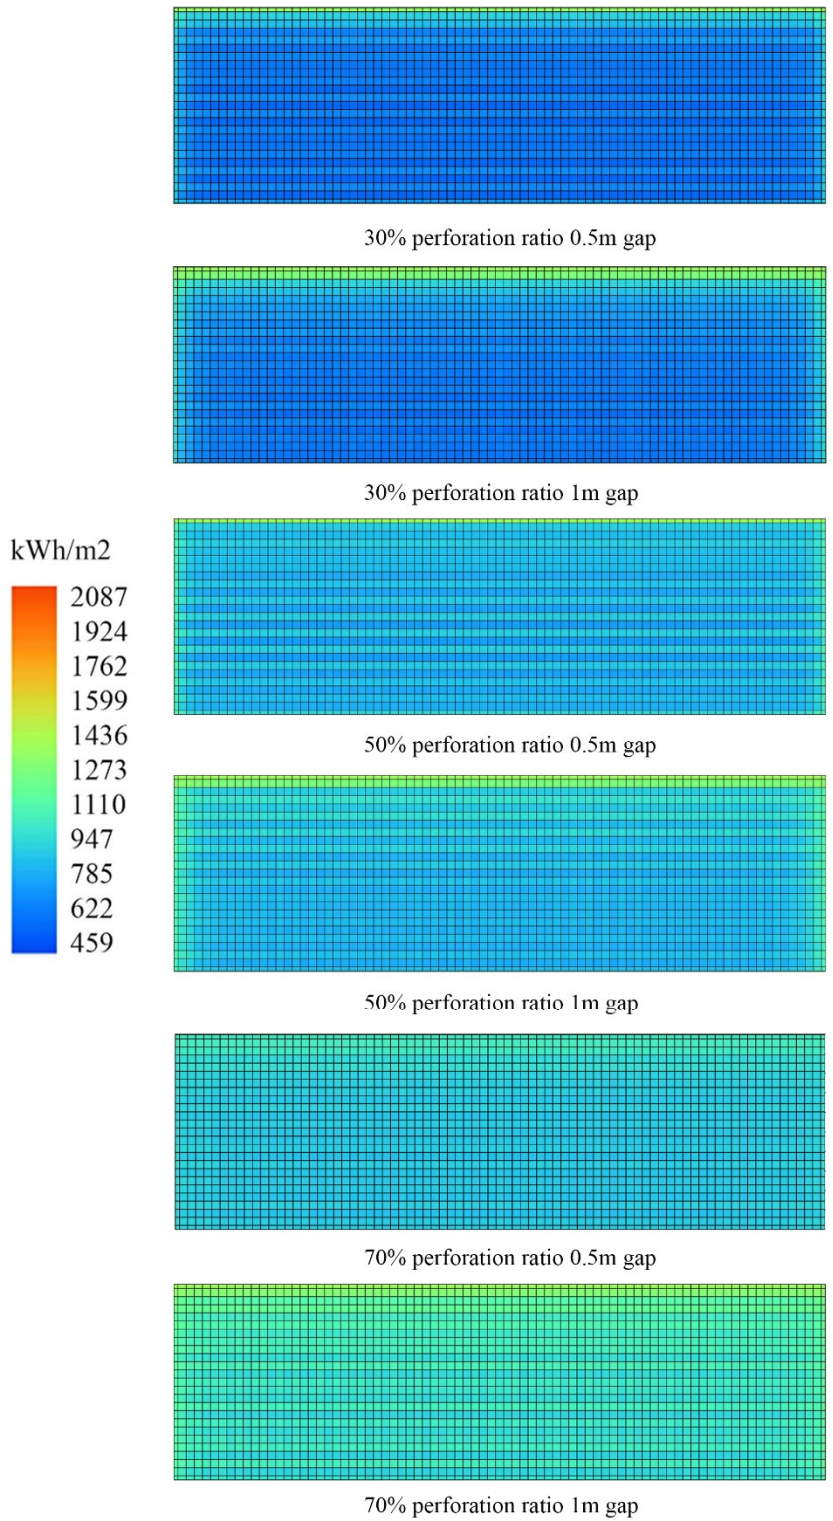 30% perforation ratio 0.5m gap
30% perforation ratio 1m gap
kWh/m2
2087
1924
1762
1599
1436
1273
1110
947
785
622
459
50% perforation ratio 0.5m gap
50% perforation ratio 1m gap
70% perforation ratio 0.5m gap
70% perforation ratio 1m gap